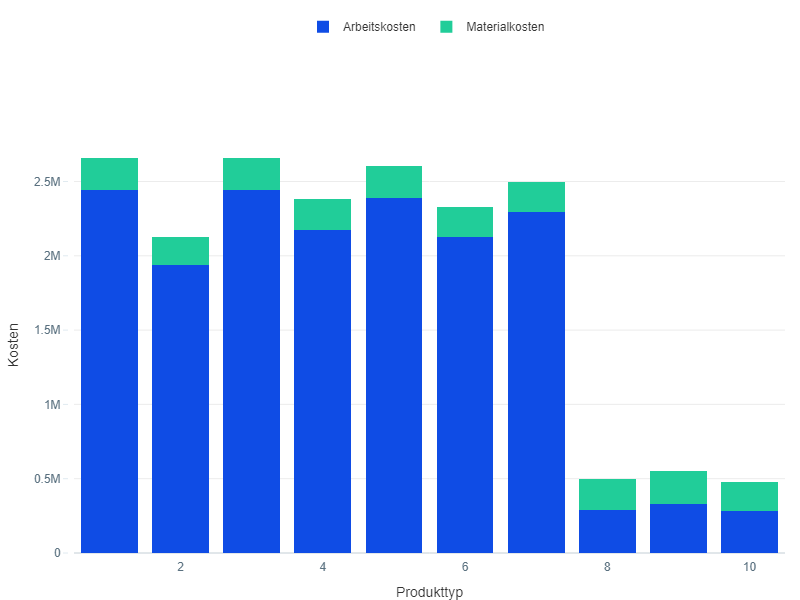 Arbeitskosten Materialkosten
2.5M
2M
1.5M
1M
0.5M
0
Kosten
2 4 6 8 10
Produkttyp